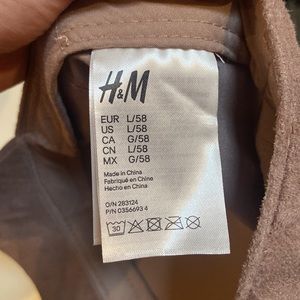 H&M
EUR L/58
US L/58
CA G/58
CN L/58
MX G/58
Made in China
Fabriqué en Chine
Hecho en China
O/N 283124
P/N 0356693 4
30